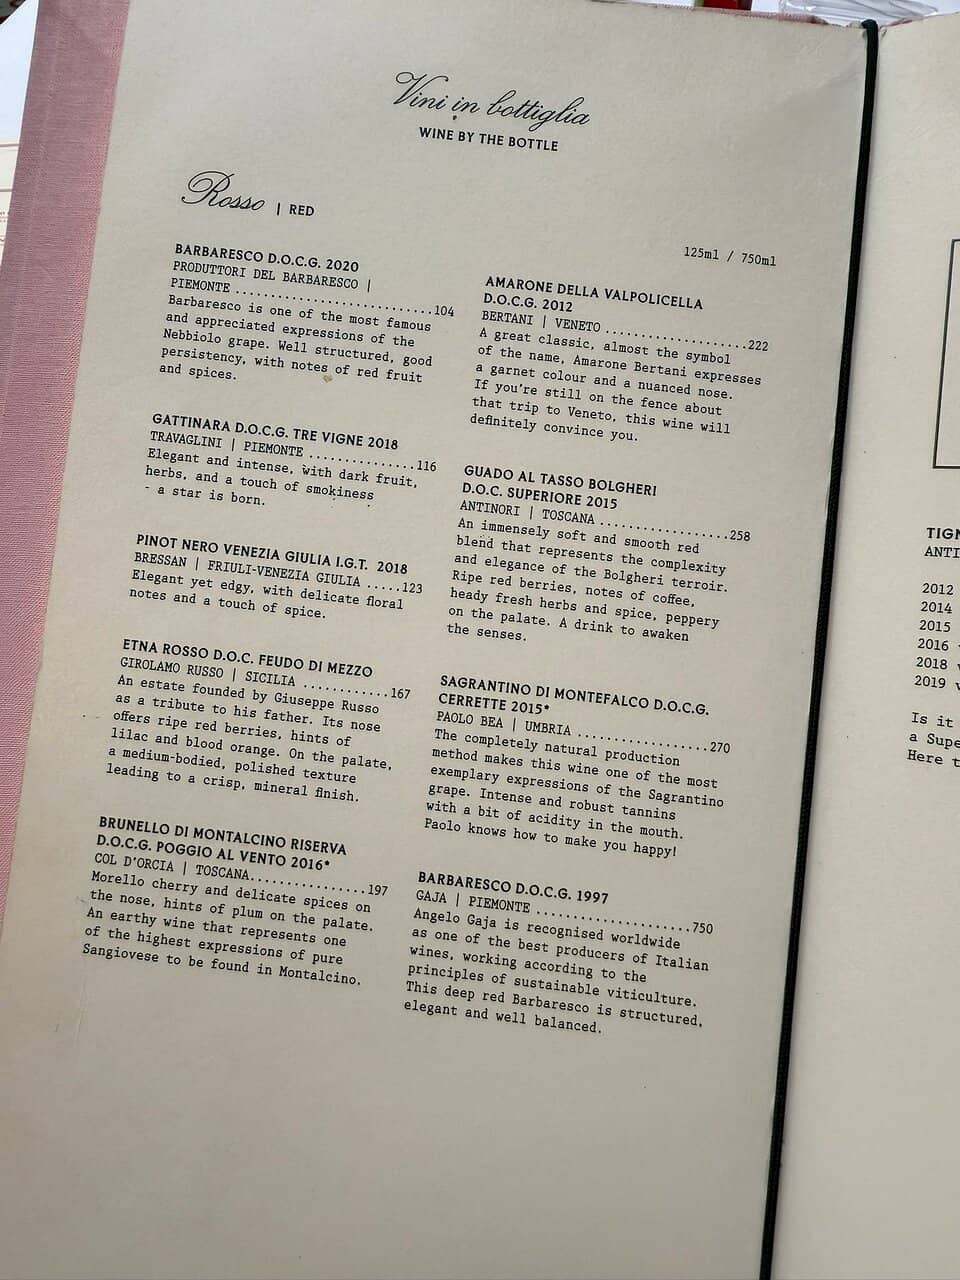 Vini in bottiglia
WINE BY THE BOTTLE
Rosso | RED
125ml / 750ml
BARBARESCO D.O.C.G. 2020
PRODUTTORI DEL BARBARESCO |
PIEMONTE ..........................104
Barbaresco is one of the most famous
and appreciated expressions of the
Nebbiolo grape. Well structured, good
persistency, with notes of red fruit
and spices.
GATTINARA D.O.C.G. TRE VIGNE 2018
TRAVAGLINI | PIEMONTE ..............116
Elegant and intense, with dark fruit,
herbs, and a touch of smokiness
- a star is born.
PINOT NERO VENEZIA GIULIA I.G.T. 2018
BRESSAN | FRIULI-VENEZIA GIULIA .....123
Elegant yet edgy, with delicate floral
notes and a touch of spice.
ETNA ROSSO D.O.C. FEUDO DI MEZZO
GIROLAMO RUSSO | SICILIA ...........167
An estate founded by Giuseppe Russo
as a tribute to his father. Its nose
offers ripe red berries, hints of
lilac and blood orange. On the palate,
a medium-bodied, polished texture
leading to a crisp, mineral finish.
BRUNELLO DI MONTALCINO RISERVA
D.O.C.G. POGGIO AL VENTO 2016*
COL D'ORCIA | TOSCANA...............197
Morello cherry and delicate spices on
the nose, hints of plum on the palate.
An earthy wine that represents one
of the highest expressions of pure
Sangiovese to be found in Montalcino.
AMARONE DELLA VALPOLICELLA
D.O.C.G. 2012
BERTANI | VENETO ...................222
A great classic, almost the symbol
of the name, Amarone Bertani expresses
a garnet colour and a nuanced nose.
If you're still on the fence about
that trip to Veneto, this wine will
definitely convince you.
GUADO AL TASSO BOLGHERI
D.O.C. SUPERIORE 2015
ANTINORI | TOSCANA .................258
An immensely soft and smooth red
blend that represents the complexity
and elegance of the Bolgheri terroir.
Ripe red berries, notes of coffee,
heady fresh herbs and spice, peppery
on the palate. A drink to awaken
the senses.
SAGRANTINO DI MONTEFALCO D.O.C.G.
CERRETTE 2015*
PAOLO BEA | UMBRIA .................270
The completely natural production
method makes this wine one of the most
exemplary expressions of the Sagrantino
grape. Intense and robust tannins
with a bit of acidity in the mouth.
Paolo knows how to make you happy!
BARBARESCO D.O.C.G. 1997
GAJA | PIEMONTE ....................750
Angelo Gaja is recognised worldwide
as one of the best producers of Italian
wines, working according to the
principles of sustainable viticulture.
This deep red Barbaresco is structured,
elegant and well balanced.
TIGN
ANTI
2012
2014
2015
2016
2018
2019
Is it
a Supe
Here t